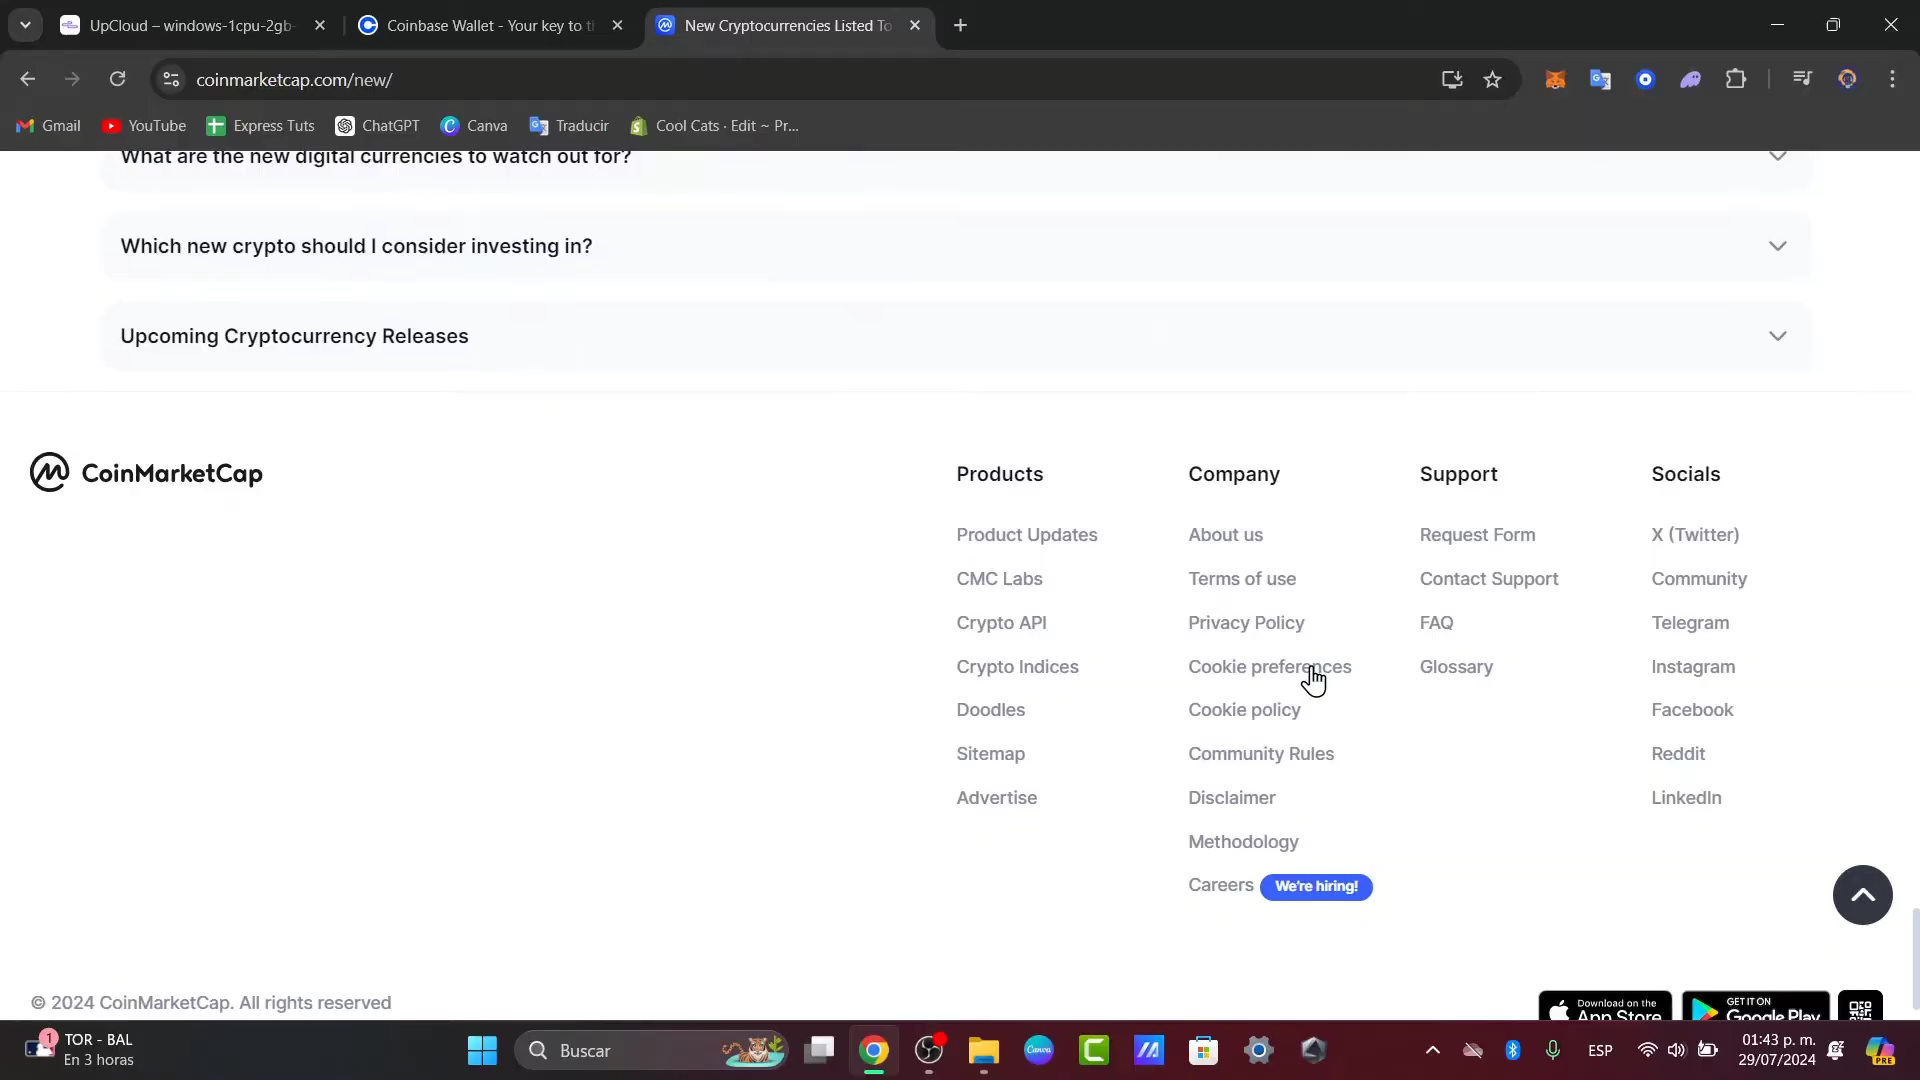 UpCloud – windows-1cpu-2gb-
Coinbase Wallet - Your key to th
New Cryptocurrencies Listed To
coinmarketcap.com/new/
Gmail
YouTube
Express Tuts
ChatGPT
Canva
Traducir
Cool Cats · Edit ~ Pr...
What are the new digital currencies to watch out for?
Which new crypto should I consider investing in?
Upcoming Cryptocurrency Releases
CoinMarketCap
Products
Company
Support
Socials
Product Updates
About us
Request Form
X (Twitter)
CMC Labs
Terms of use
Contact Support
Community
Crypto API
Privacy Policy
FAQ
Telegram
Crypto Indices
Cookie preferences
Glossary
Instagram
Doodles
Cookie policy
Facebook
Sitemap
Community Rules
Reddit
Advertise
Disclaimer
LinkedIn
Methodology
Careers
We're hiring!
© 2024 CoinMarketCap. All rights reserved
Download on the
App Store
GET IT ON
Google Play
1
TOR - BAL
En 3 horas
Buscar
Canva
ESP
01:43 p. m.
29/07/2024
PRE